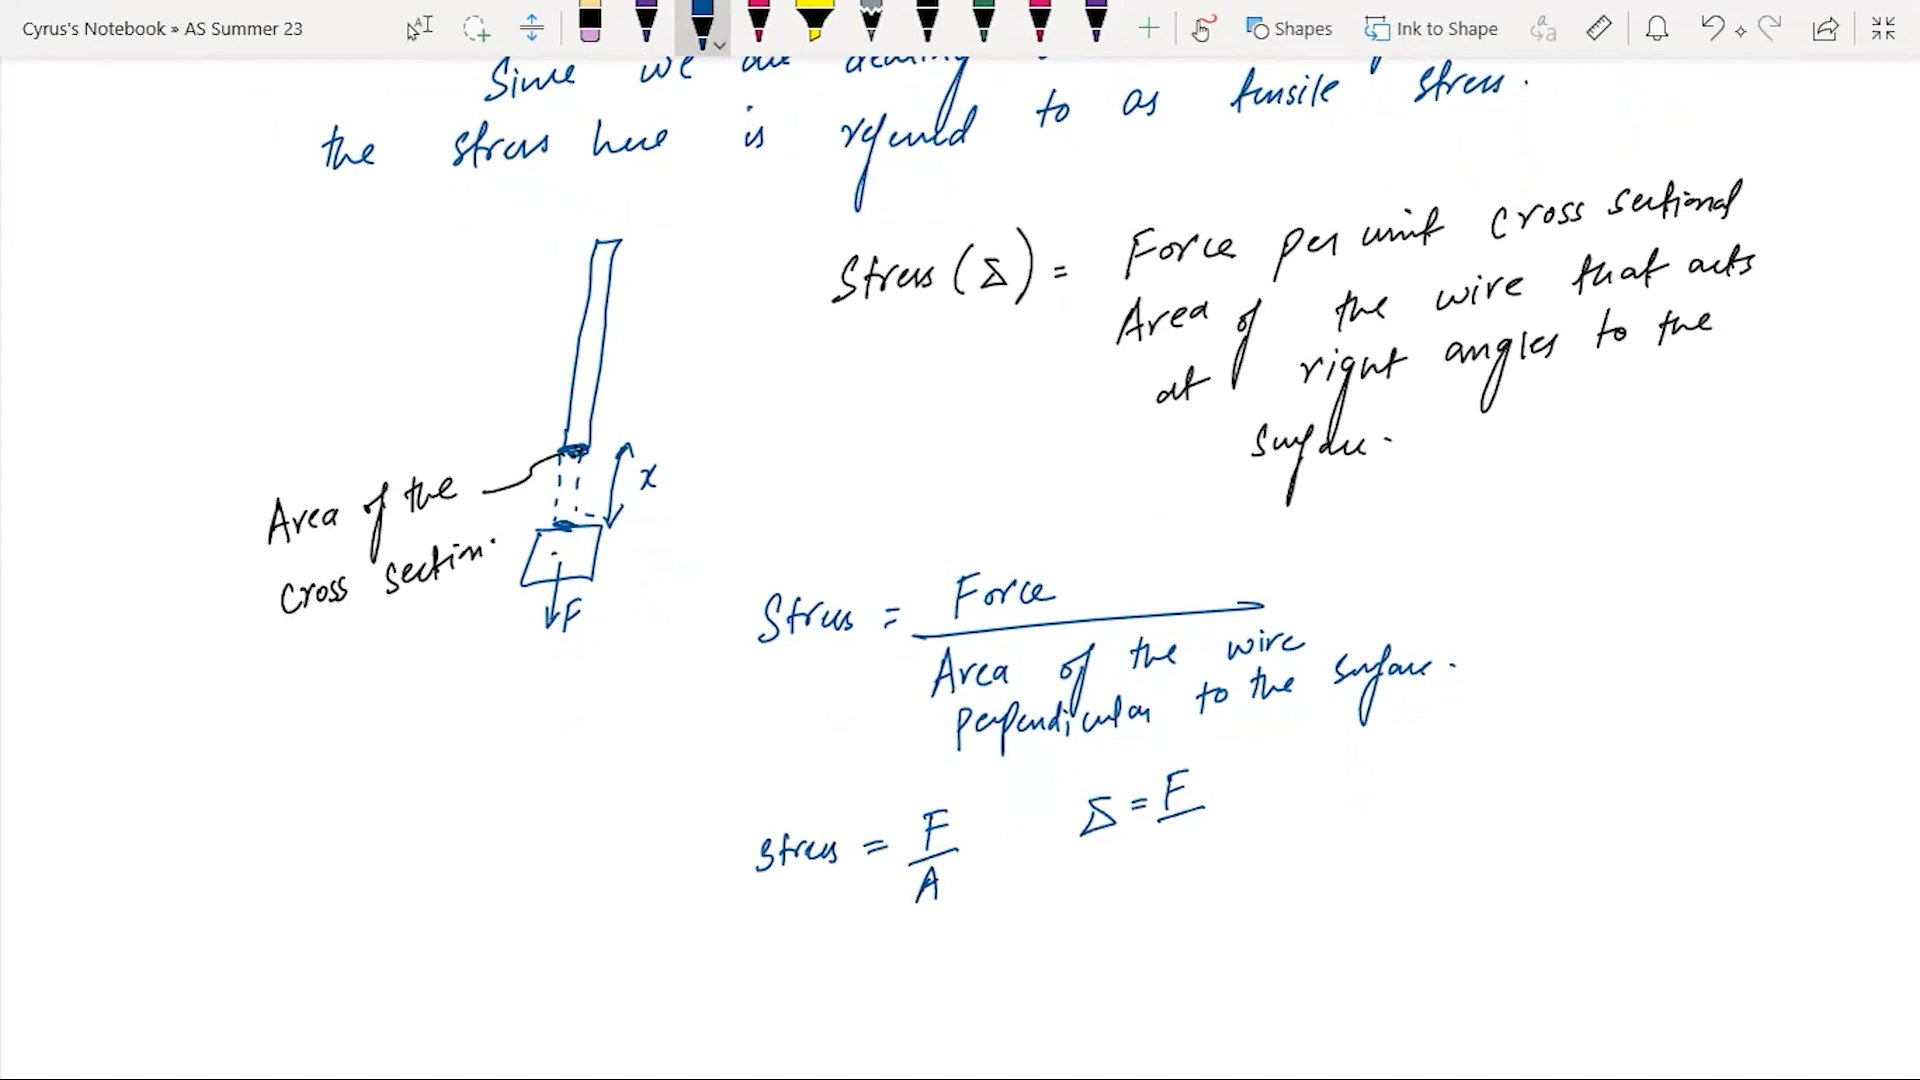 Cyrus's Notebook » AS Summer 23
Shapes
Ink to Shape
Since we are dealing
the stress here is referred to as tensile stress.
Stress (Δ) = Force per unit cross sectional
Area of the wire that acts
at right angles to the
surface.
x
Area of the
cross section.
F
Stress = Force
Area of the wire
perpendicular to the surface.
Stress = F
A
Δ = F